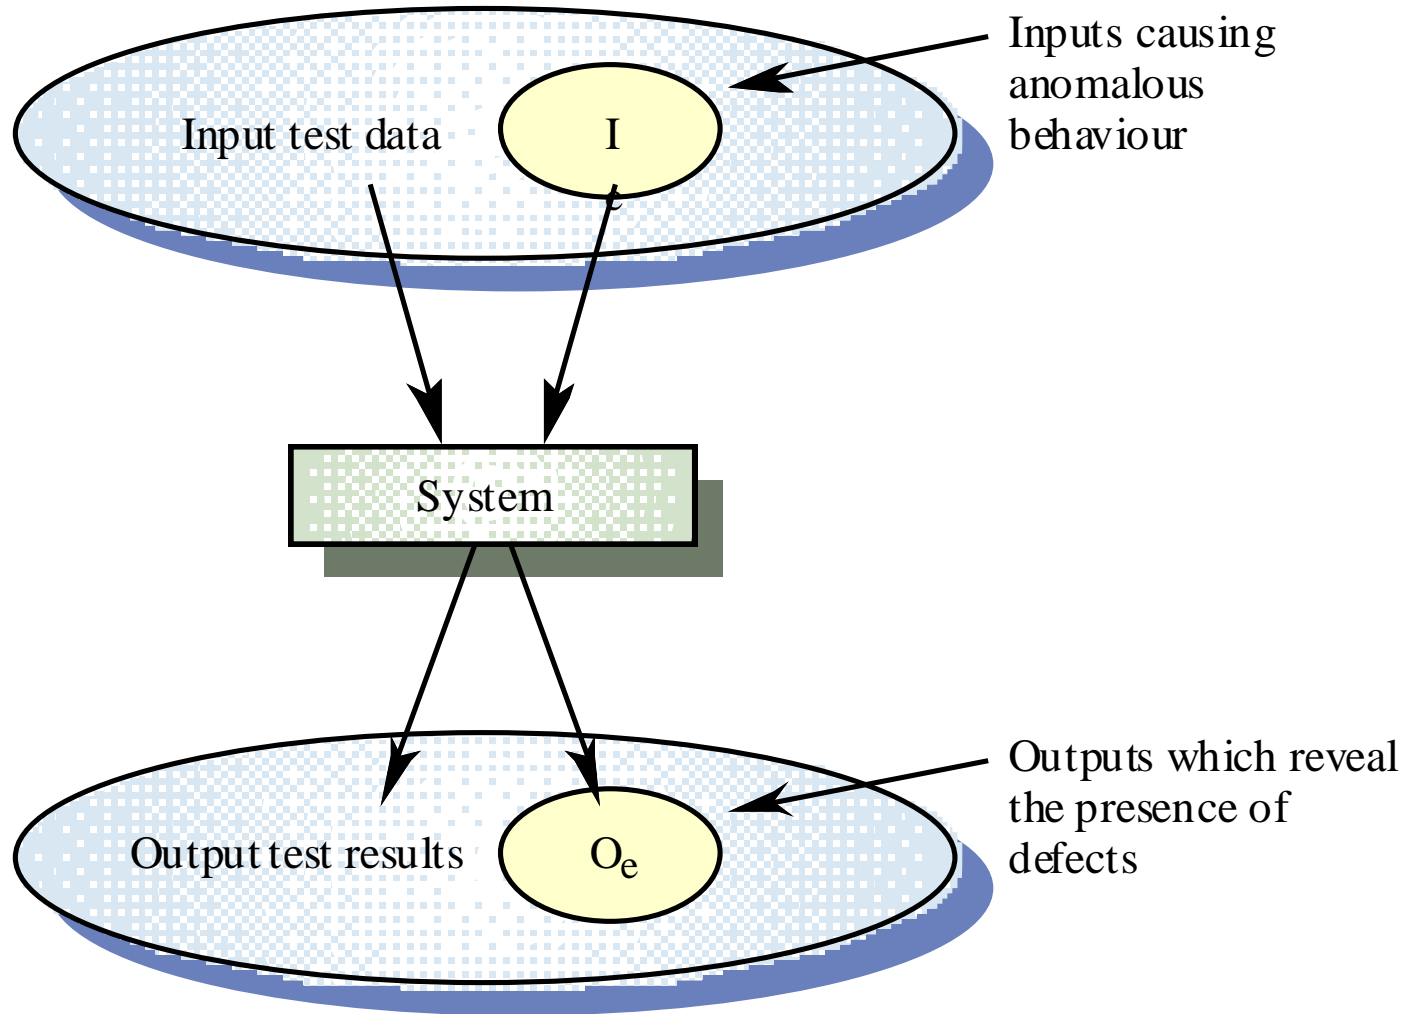 Inputs causing
anomalous
behaviour
Input test data
I
e
System
Outputs which reveal
the presence of
defects
Output test results
Oe